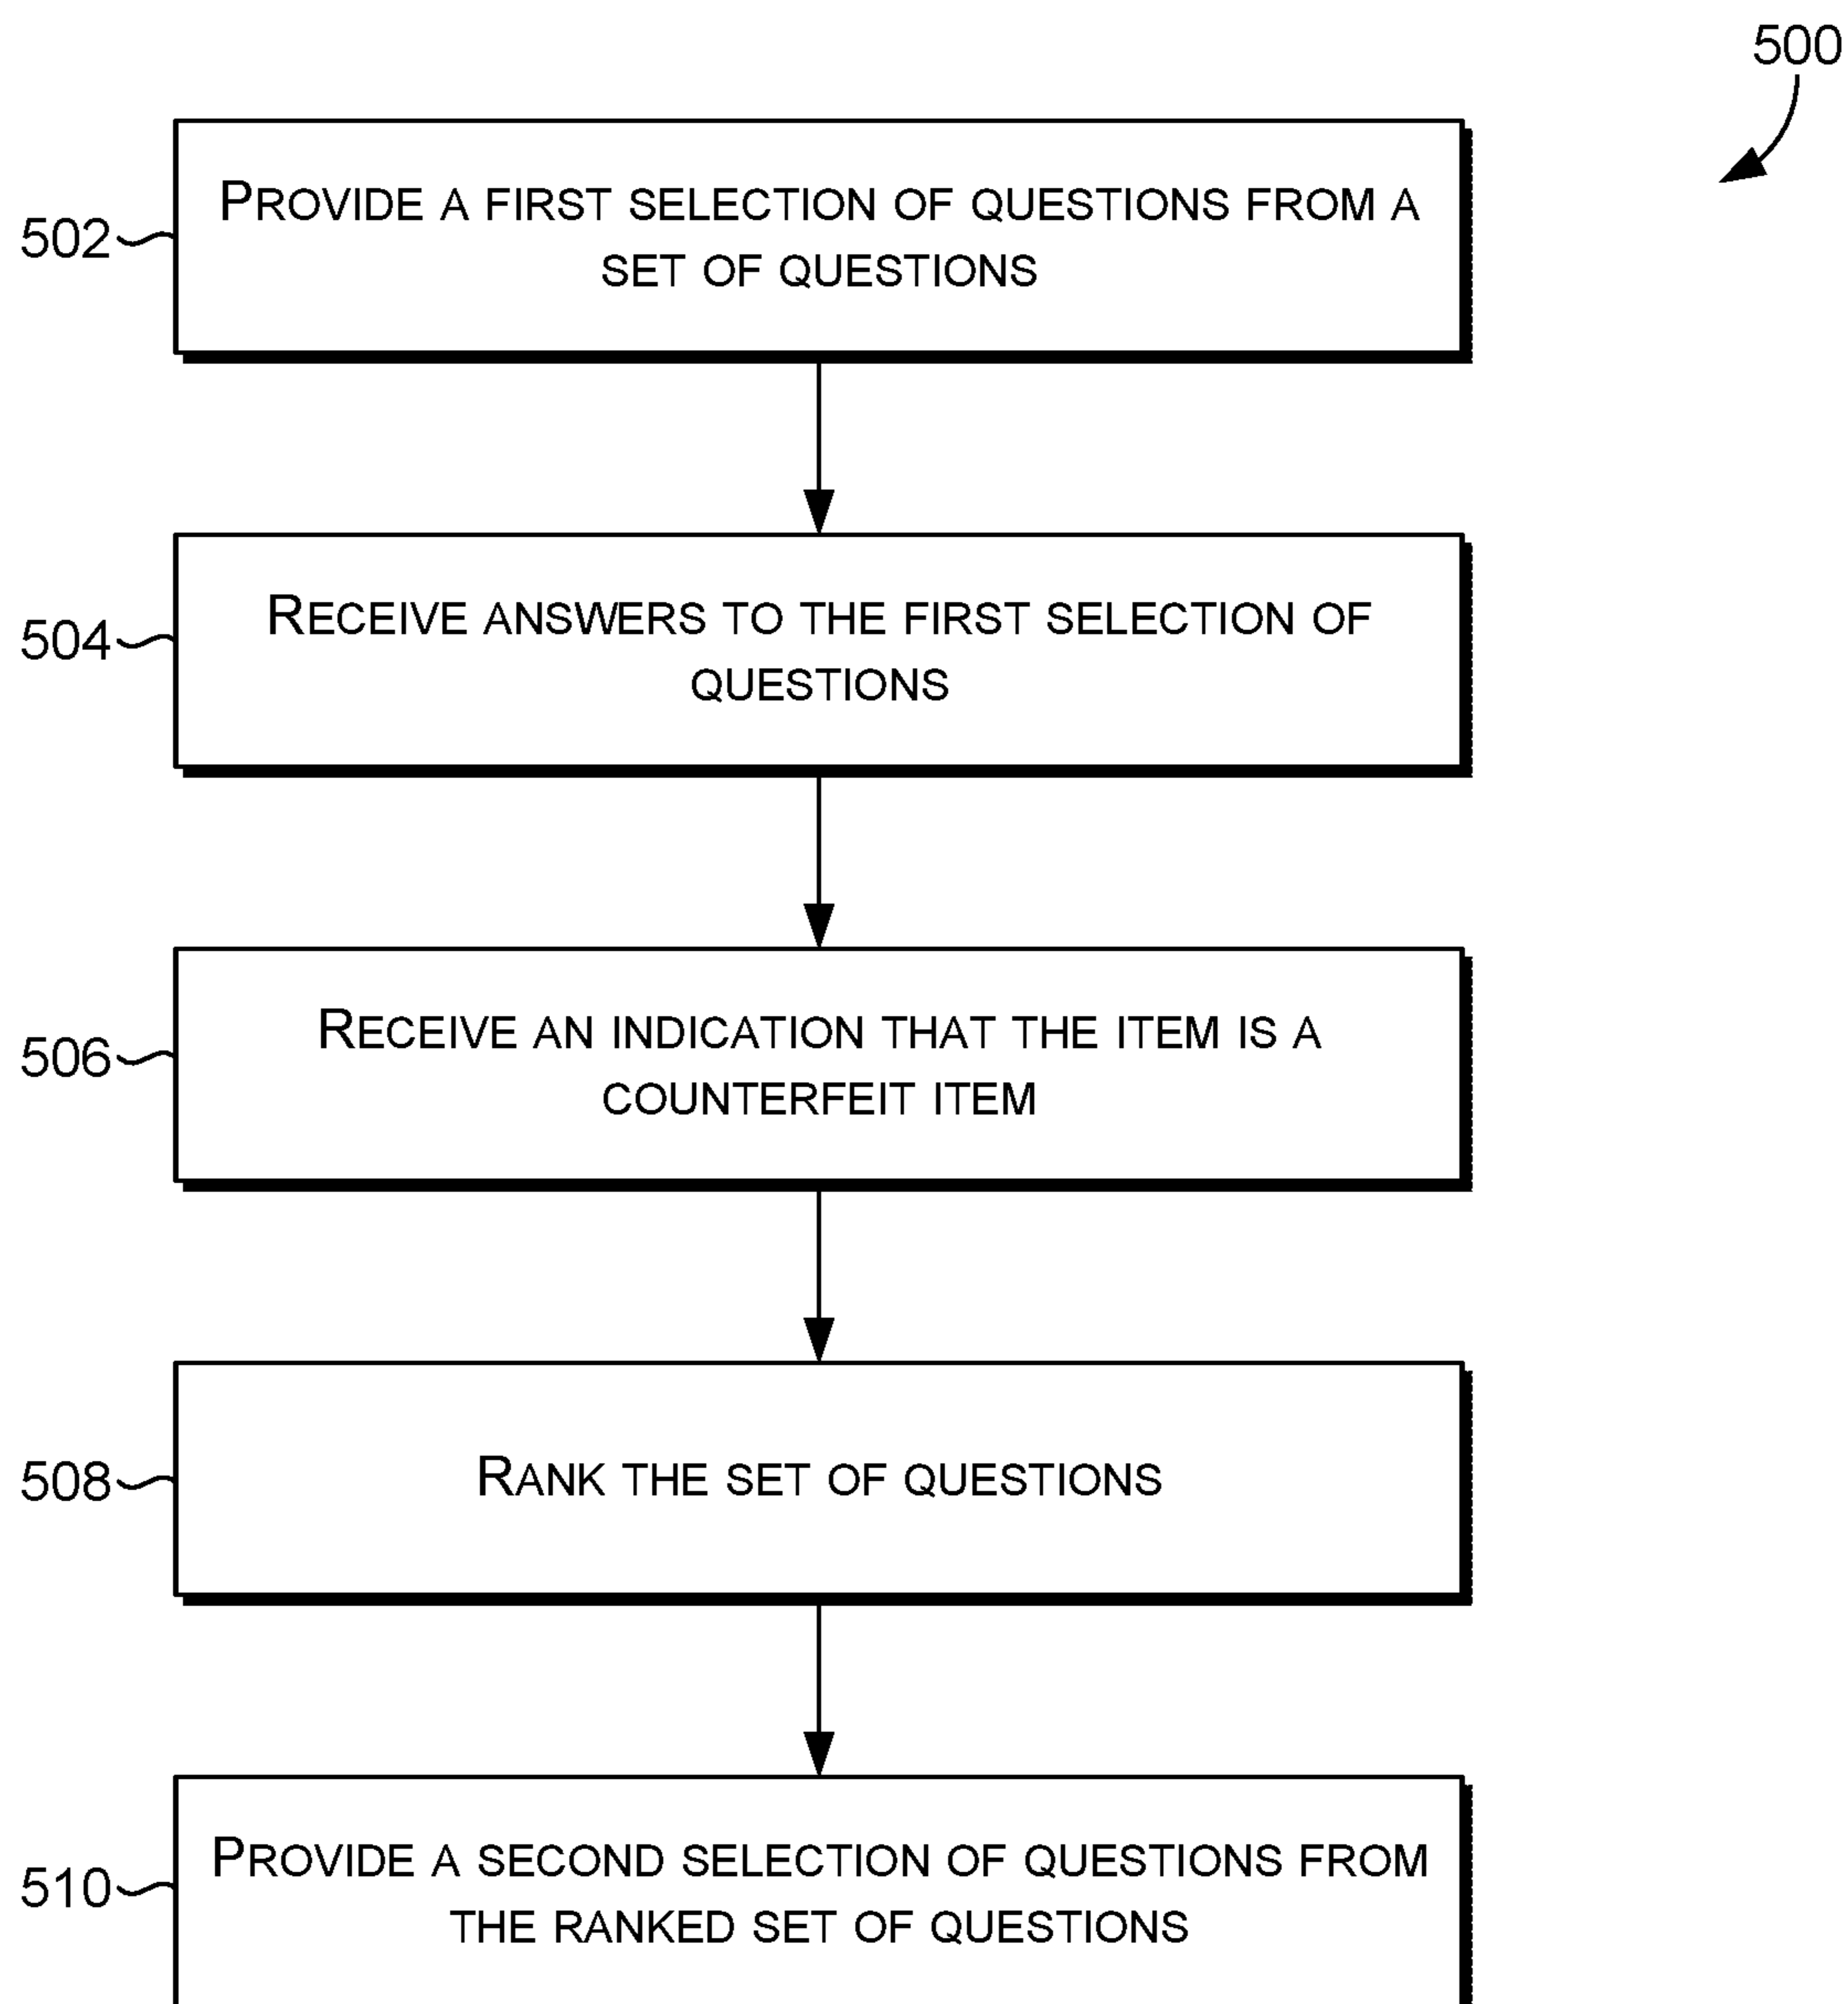 500
502
PROVIDE A FIRST SELECTION OF QUESTIONS FROM A
SET OF QUESTIONS
504
RECEIVE ANSWERS TO THE FIRST SELECTION OF
QUESTIONS
506
RECEIVE AN INDICATION THAT THE ITEM IS A
COUNTERFEIT ITEM
508
RANK THE SET OF QUESTIONS
510
PROVIDE A SECOND SELECTION OF QUESTIONS FROM
THE RANKED SET OF QUESTIONS